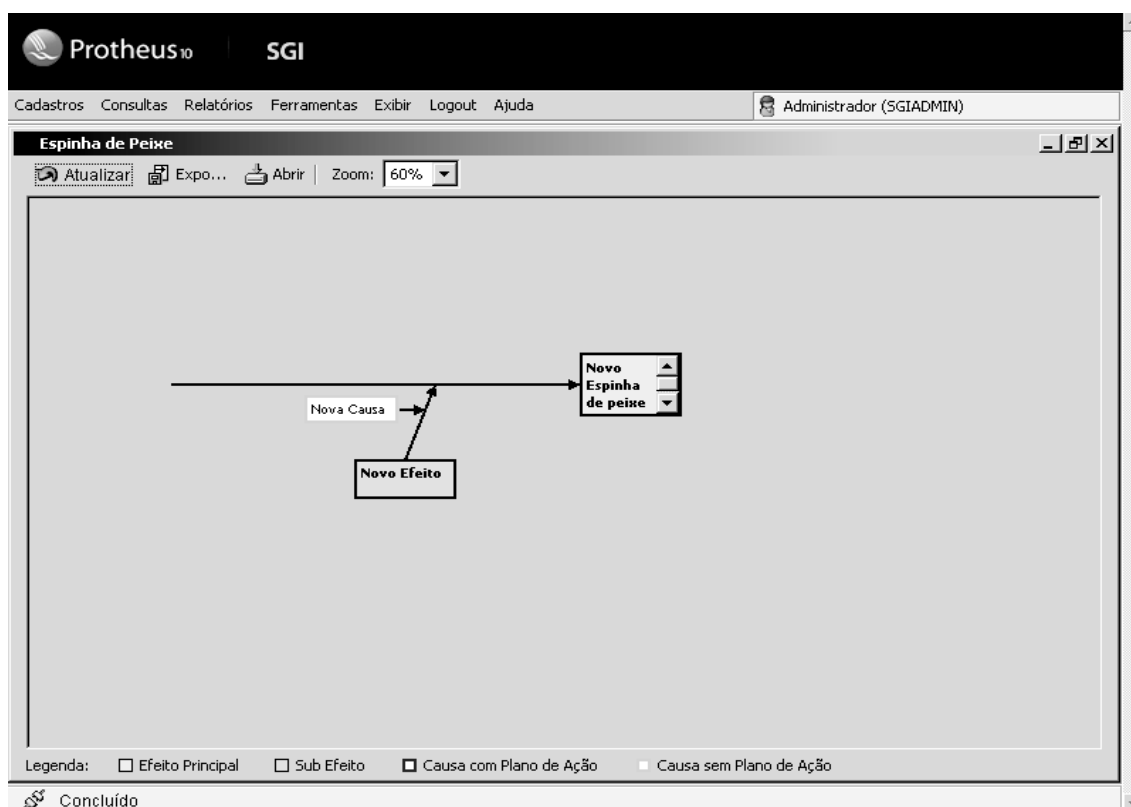 Protheus10 SGI
Cadastros Consultas Relatórios Ferramentas Exibir Logout Ajuda Administrador (SGIADMIN)
Espinha de Peixe
Atualizar Expo... Abrir Zoom: 60%
Novo
Espinha
de peixe
Nova Causa
Novo Efeito
Legenda: Efeito Principal Sub Efeito Causa com Plano de Ação Causa sem Plano de Ação
Concluído